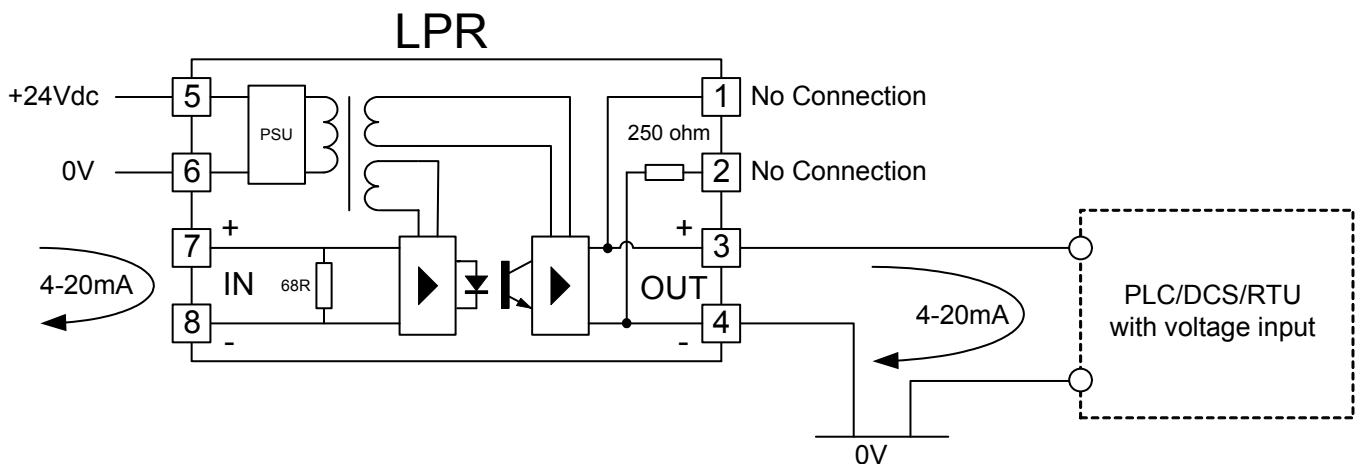 LPR
+24Vdc
5
PSU
1
No Connection
250 ohm
0V
6
2
No Connection
7
+
+
3
4-20mA
IN
68R
OUT
4-20mA
PLC/DCS/RTU
with voltage input
8
-
-
4
0V